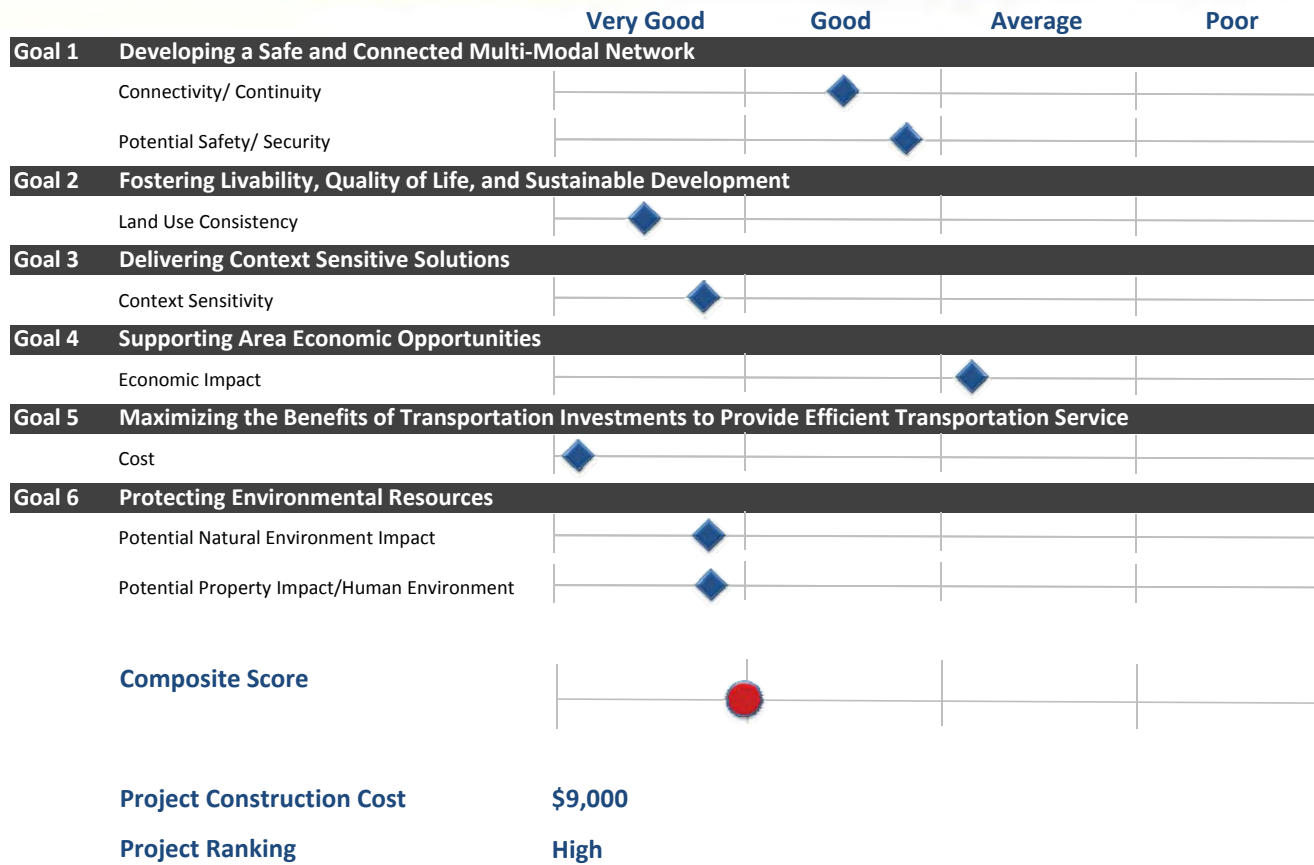 Very Good Good Average Poor
Goal 1 Developing a Safe and Connected Multi-Modal Network
Connectivity/ Continuity
Potential Safety/ Security
Goal 2 Fostering Livability, Quality of Life, and Sustainable Development
Land Use Consistency
Goal 3 Delivering Context Sensitive Solutions
Context Sensitivity
Goal 4 Supporting Area Economic Opportunities
Economic Impact
Goal 5 Maximizing the Benefits of Transportation Investments to Provide Efficient Transportation Service
Cost
Goal 6 Protecting Environmental Resources
Potential Natural Environment Impact
Potential Property Impact/Human Environment
Composite Score
Project Construction Cost $9,000
Project Ranking High